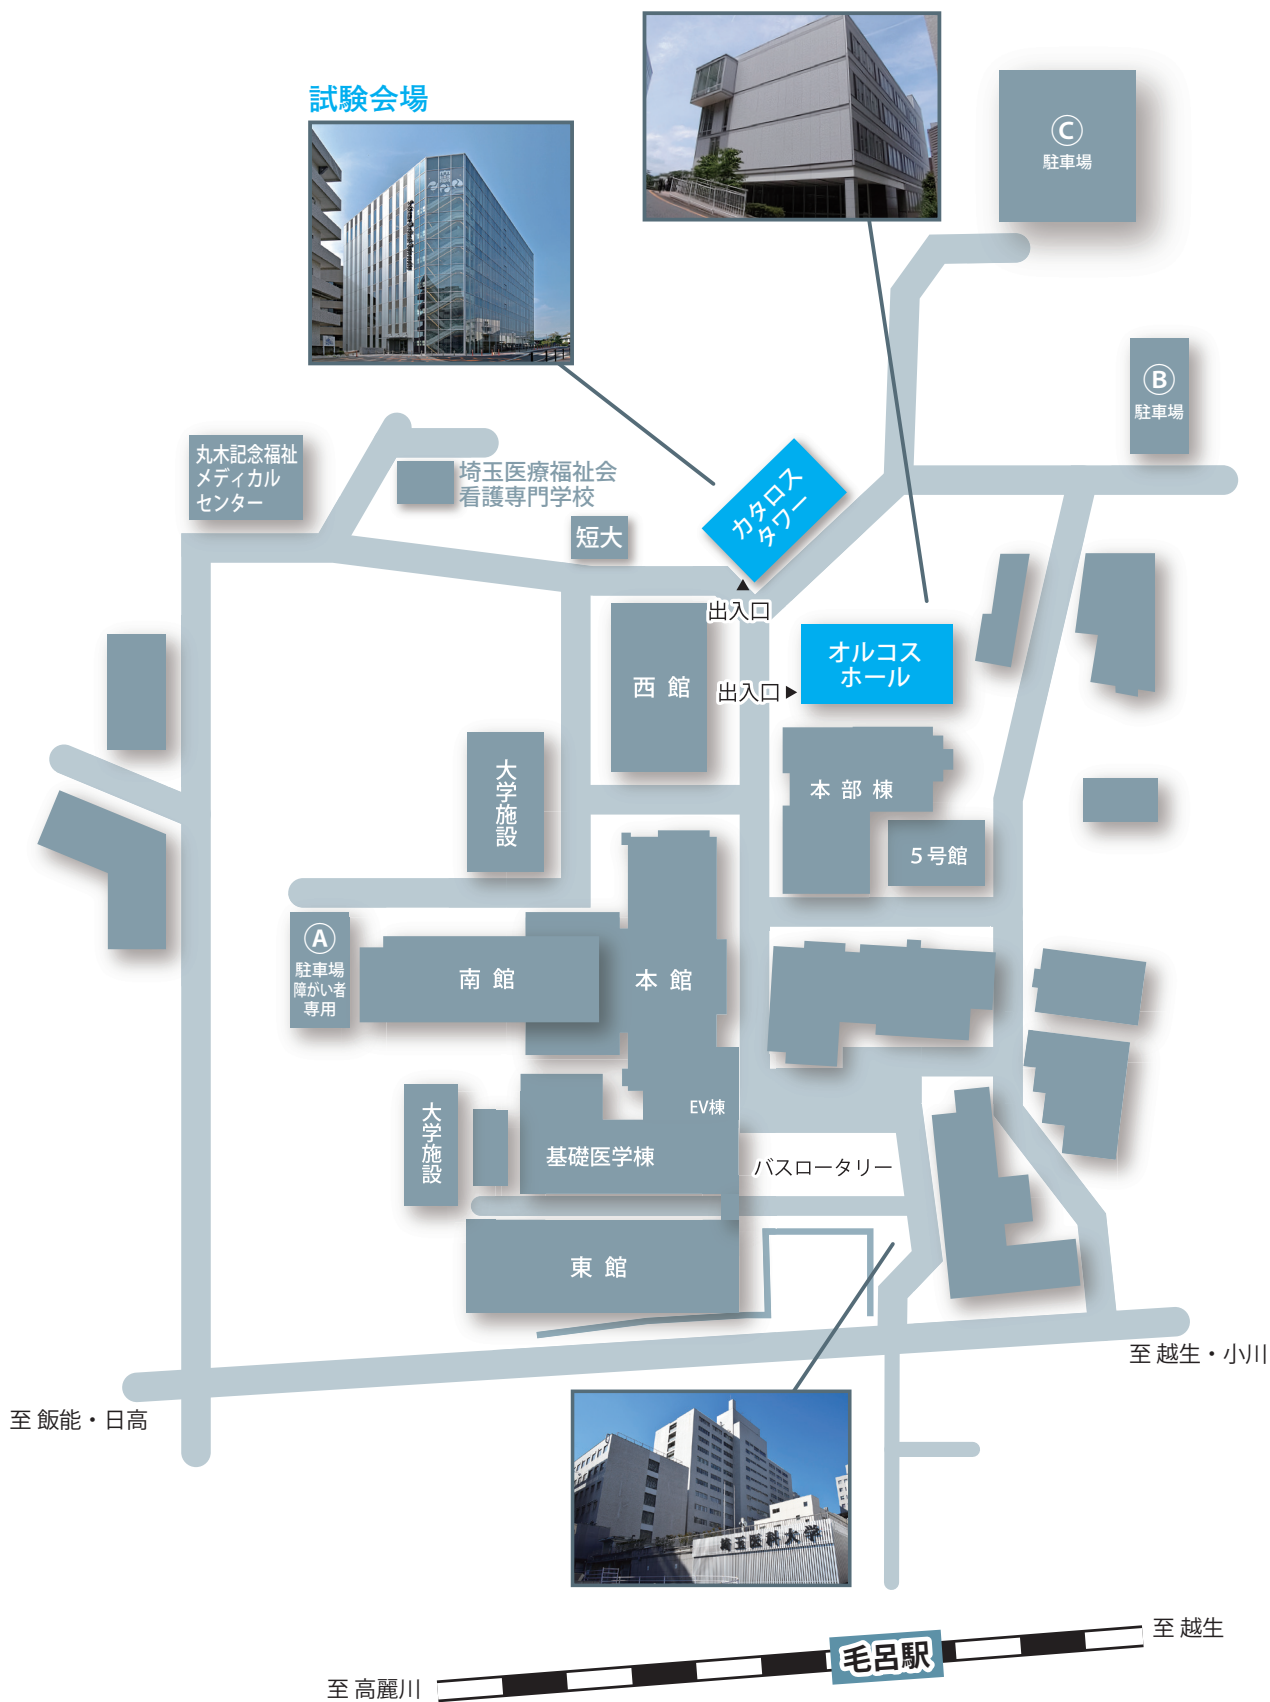 試験会場
Ⓒ
駐車場
Ⓑ
駐車場
丸木記念福祉
メディカル
センター
埼玉医療福祉会
看護専門学校
短大
カタロス
タワー
出入口
オルコス
ホール
出入口
西 館
大学施設
本 部 棟
5号館
Ⓐ
駐車場
障がい者
専用
南 館
本 館
EV棟
大学施設
基礎医学棟
バスロータリー
東 館
至 越生・小川
至 飯能・日高
埼玉医科大学
至 越生
毛呂駅
至 高麗川